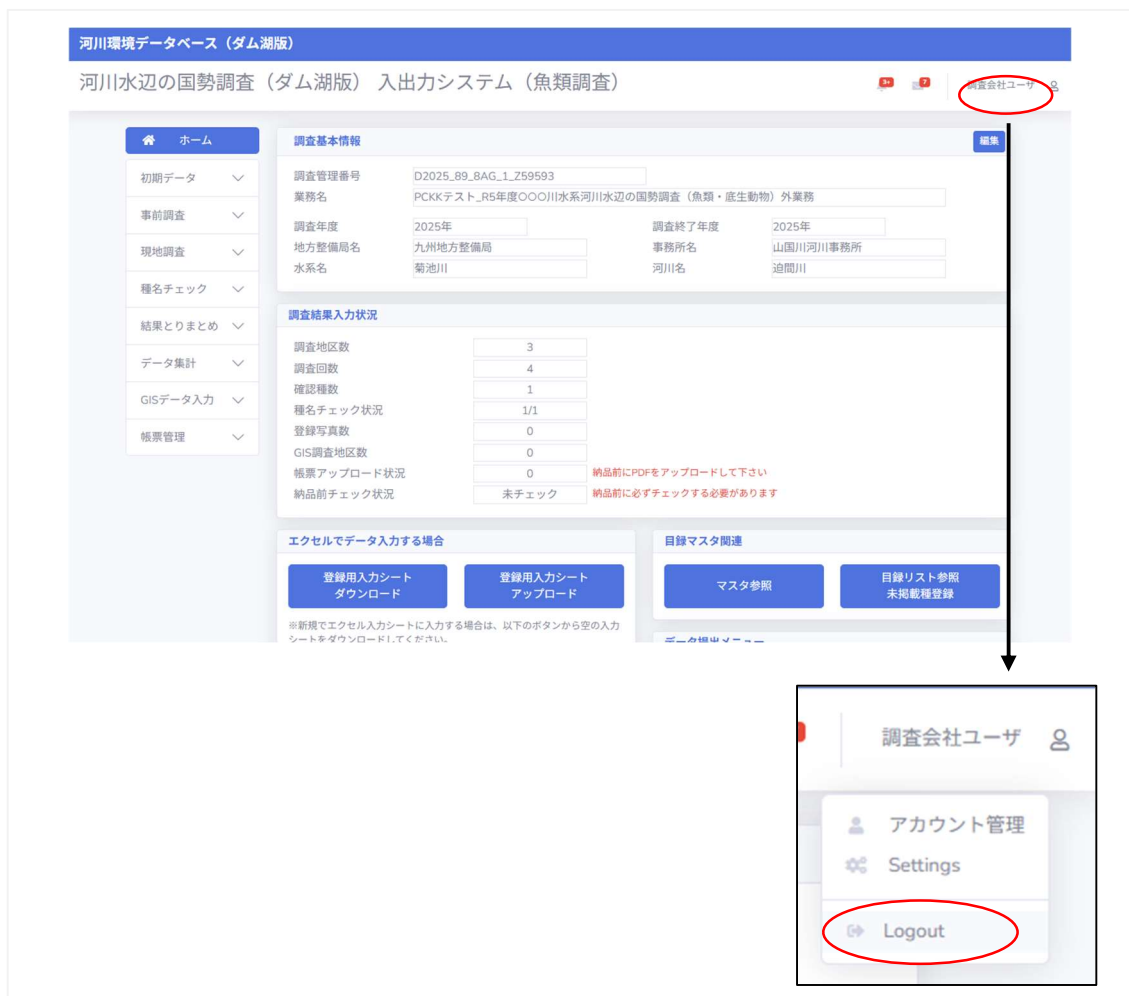 河川環境データベース（ダム湖版）
河川水辺の国勢調査（ダム湖版） 入出力システム（魚類調査）
3+
7
調査会社ユーザ
ホーム
初期データ
事前調査
現地調査
種名チェック
結果とりまとめ
データ集計
GISデータ入力
帳票管理
調査基本情報
編集
調査管理番号 D2025_89_8AG_1_Z59593
業務名 PCKKテスト_R5年度〇〇〇川水系河川水辺の国勢調査（魚類・底生動物）外業務
調査年度 2025年 調査終了年度 2025年
地方整備局名 九州地方整備局 事務所名 山国川河川事務所
水系名 菊池川 河川名 迫間川
調査結果入力状況
調査地区数 3
調査回数 4
確認種数 1
種名チェック状況 1/1
登録写真数 0
GIS調査地区数 0
帳票アップロード状況 0 納品前にPDFをアップロードして下さい
納品前チェック状況 未チェック 納品前に必ずチェックする必要があります
エクセルでデータ入力する場合
登録用入力シート
ダウンロード
登録用入力シート
アップロード
※新規でエクセル入力シートに入力する場合は、以下のボタンから空の入力
シートをダウンロードしてください。
目録マスタ関連
マスタ参照
目録リスト参照
未掲載種登録
データ提出メニュー
調査会社ユーザ
アカウント管理
Settings
Logout